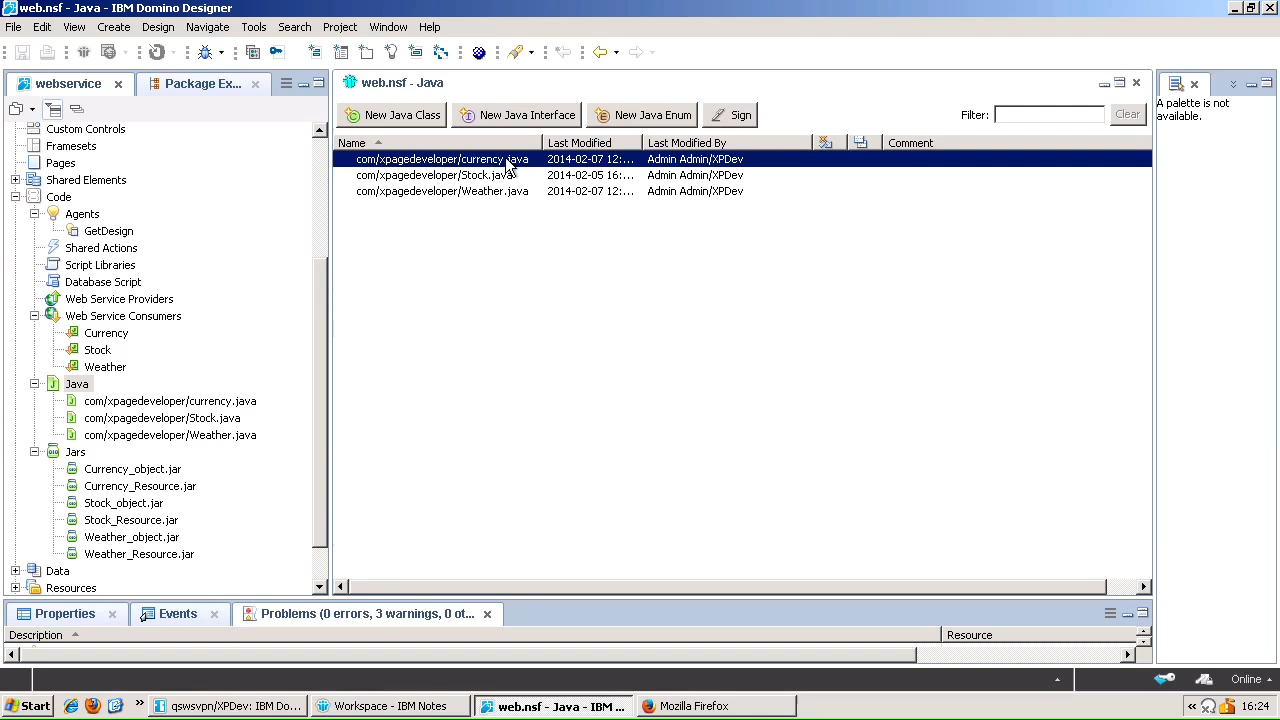 web.nsf - Java - IBM Domino Designer
File Edit View Create Design Navigate Tools Search Project Window Help
webservice
Package Ex...
web.nsf - Java
A palette is not
available.
New Java Class
New Java Interface
New Java Enum
Sign
Filter:
Clear
Name
Last Modified
Last Modified By
Comment
com/xpagedeveloper/currency.java 2014-02-07 12:... Admin Admin/XPDev
com/xpagedeveloper/Stock.java 2014-02-05 16:... Admin Admin/XPDev
com/xpagedeveloper/Weather.java 2014-02-07 12:... Admin Admin/XPDev
Custom Controls
Framesets
Pages
Shared Elements
Code
Agents
GetDesign
Shared Actions
Script Libraries
Database Script
Web Service Providers
Web Service Consumers
Currency
Stock
Weather
Java
com/xpagedeveloper/currency.java
com/xpagedeveloper/Stock.java
com/xpagedeveloper/Weather.java
Jars
Currency_object.jar
Currency_Resource.jar
Stock_object.jar
Stock_Resource.jar
Weather_object.jar
Weather_Resource.jar
Data
Resources
Properties
Events
Problems (0 errors, 3 warnings, 0 ot...
Description
Resource
Online
Start
qswsvpnj/XPDev: IBM Do...
Workspace - IBM Notes
web.nsf - Java - IBM ...
Mozilla Firefox
16:24